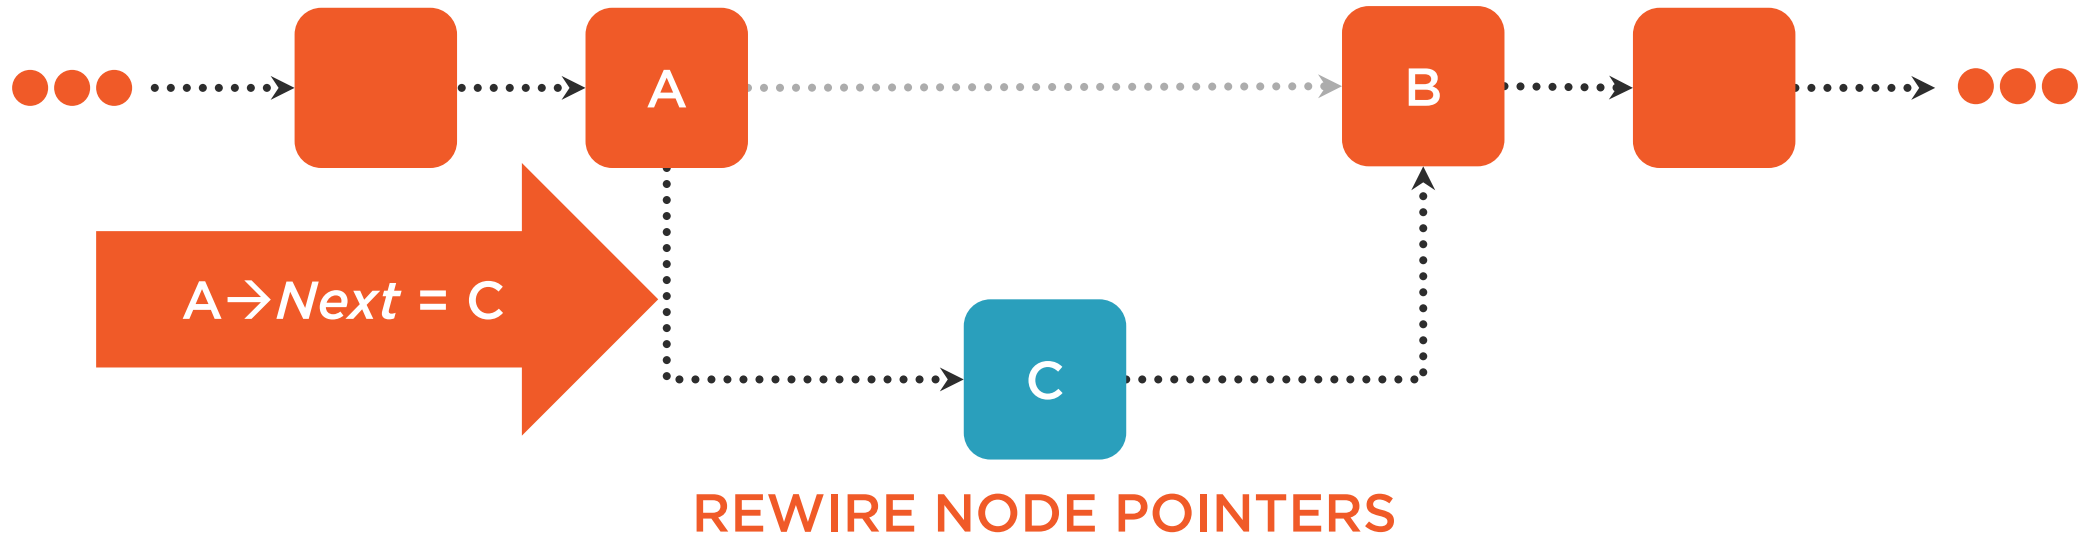 A
B
A→Next = C
C
REWIRE NODE POINTERS